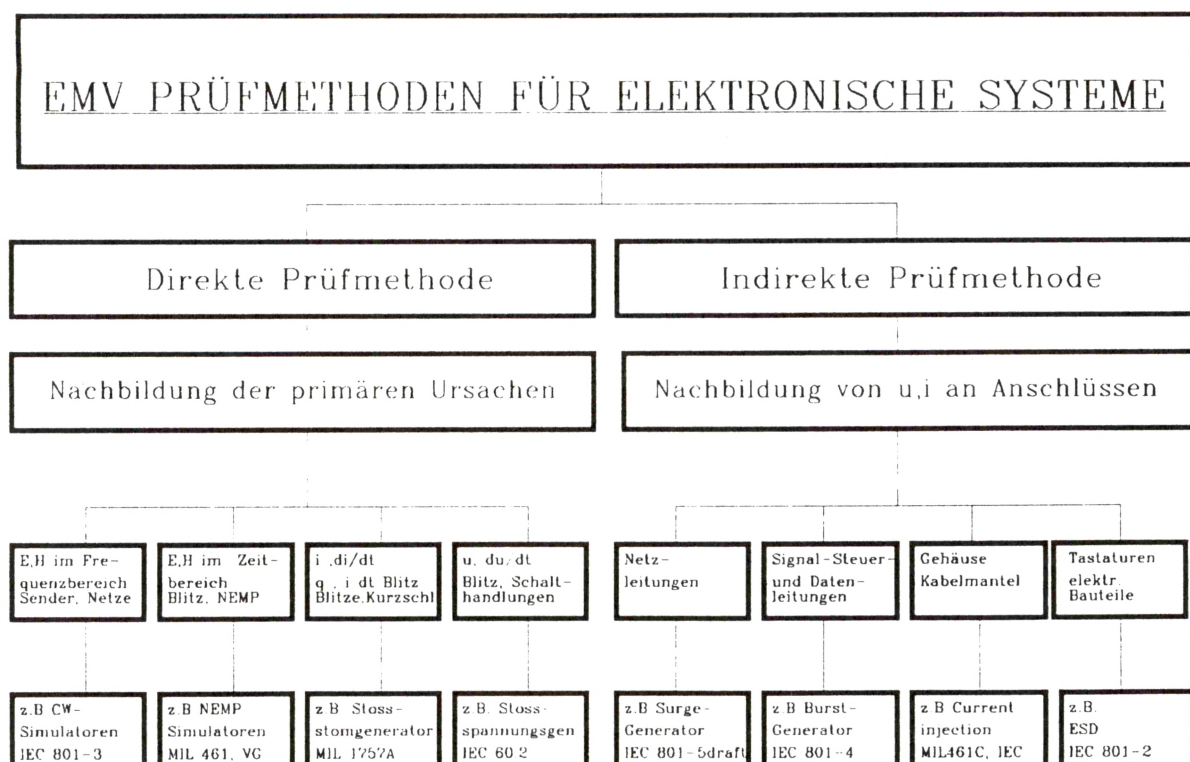 EMV PRÜFMETHODEN FÜR ELEKTRONISCHE SYSTEME
Direkte Prüfmethode
Indirekte Prüfmethode
Nachbildung der primären Ursachen
Nachbildung von u,i an Anschlüssen
E,H im Fre-
quenzbereich
Sender, Netze
E,H im Zeit-
bereich
Blitz, NEMP
i ,di/dt
q , i dt Blitz
Blitze,Kurzschl
u, du/dt
Blitz, Schalt-
handlungen
Netz-
leitungen
Signal-Steuer-
und Daten-
leitungen
Gehäuse
Kabelmantel
Tastaturen
elektr.
Bauteile
z.B CW-
Simulatoren
IEC 801-3
z.B NEMP
Simulatoren
MIL 461, VG
z.B Stoss-
stomgenerator
MIL 1757A
z.B. Stoss-
spannungsgen
IEC 60.2
z.B Surge-
Generator
IEC 801-5draft
z.B Burst-
Generator
IEC 801-4
z.B Current
injection
MIL461C, IEC
z.B.
ESD
IEC 801-2